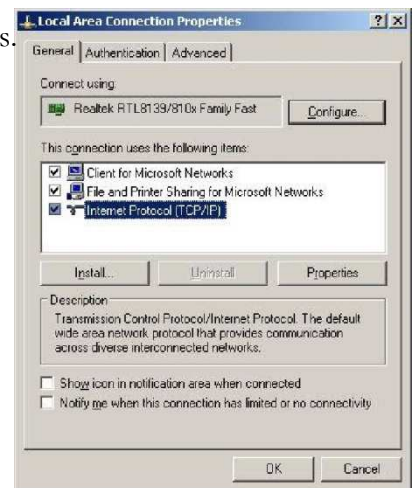 Local Area Connection Properties
s.
General Authentication Advanced
Connect using:
Realtek RTL8139/810x Family Fast Configure...
This connection uses the following items:
Client for Microsoft Networks
File and Printer Sharing for Microsoft Networks
Internet Protocol (TCP/IP)
Install... Uninstall Properties
Description
Transmission Control Protocol/Internet Protocol. The default
wide area network protocol that provides communication
across diverse interconnected networks.
Show icon in notification area when connected
Notify me when this connection has limited or no connectivity
OK Cancel